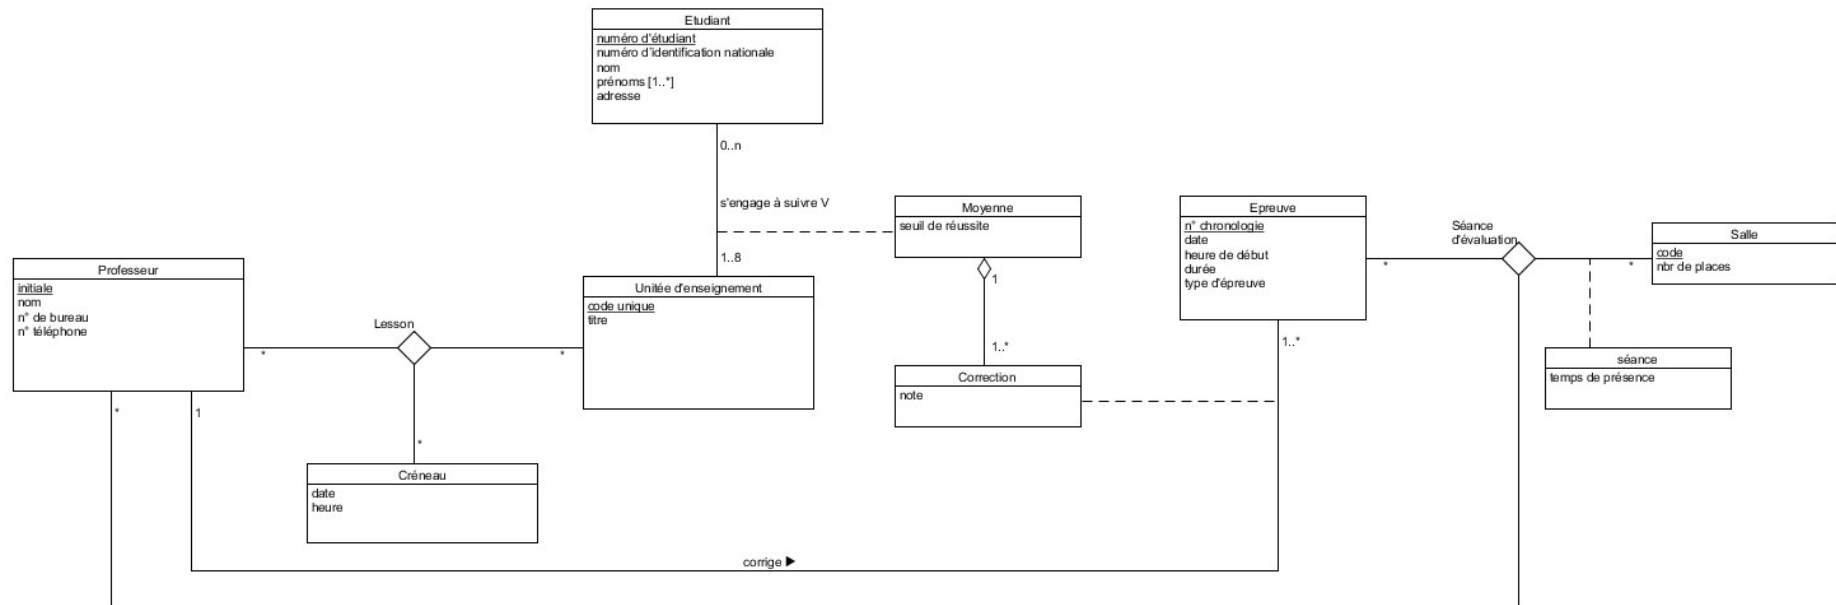 Etudiant
numéro d'étudiant
numéro d'identification nationale
nom
prénoms [1..*]
adresse
0..n
s'engage à suivre V
1..8
Moyenne
seuil de réussite
1
1..*
Correction
note
Epreuve
n° chronologie
date
heure de début
durée
type d'épreuve
1..*
*
Séance
d'évaluation
*
Salle
code
nbr de places
séance
temps de présence
Professeur
initiale
nom
n° de bureau
n° téléphone
*
Lesson
*
Unitée d'enseignement
code unique
titre
*
1
*
Créneau
date
heure
corrige ▶